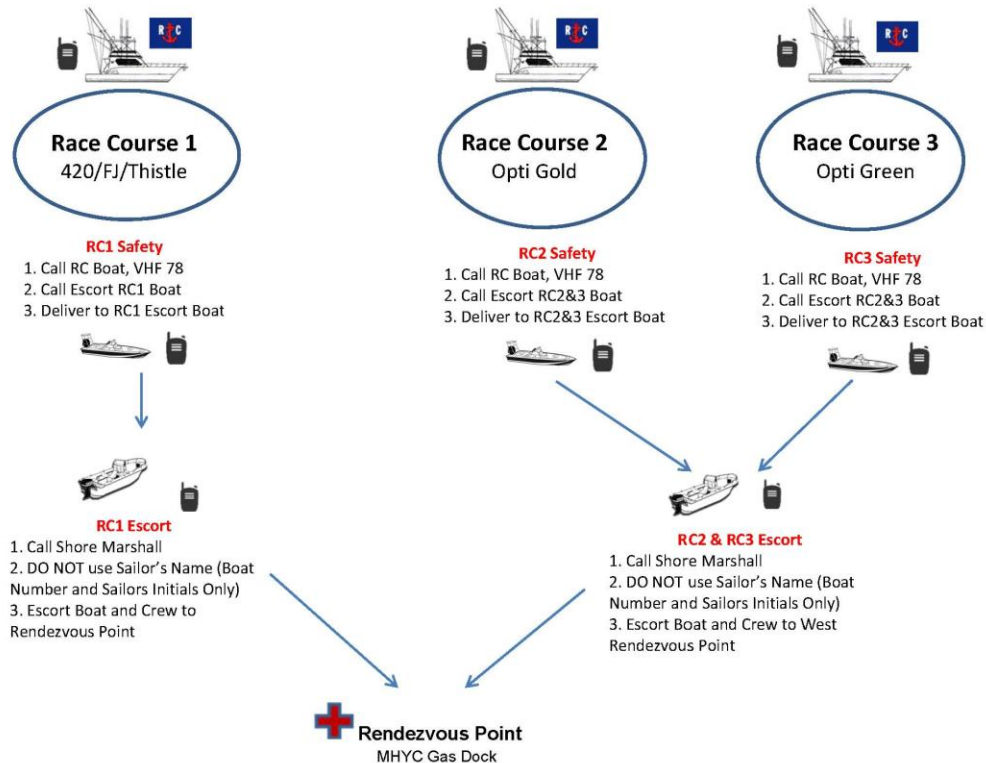 R C
R C
R C
Race Course 1
420/FJ/Thistle
Race Course 2
Opti Gold
Race Course 3
Opti Green
RC1 Safety
1. Call RC Boat, VHF 78
2. Call Escort RC1 Boat
3. Deliver to RC1 Escort Boat
RC2 Safety
1. Call RC Boat, VHF 78
2. Call Escort RC2&3 Boat
3. Deliver to RC2&3 Escort Boat
RC3 Safety
1. Call RC Boat, VHF 78
2. Call Escort RC2&3 Boat
3. Deliver to RC2&3 Escort Boat
RC1 Escort
1. Call Shore Marshall
2. DO NOT use Sailor’s Name (Boat
Number and Sailors Initials Only)
3. Escort Boat and Crew to
Rendezvous Point
RC2 & RC3 Escort
1. Call Shore Marshall
2. DO NOT use Sailor’s Name (Boat
Number and Sailors Initials Only)
3. Escort Boat and Crew to West
Rendezvous Point
Rendezvous Point
MHYC Gas Dock